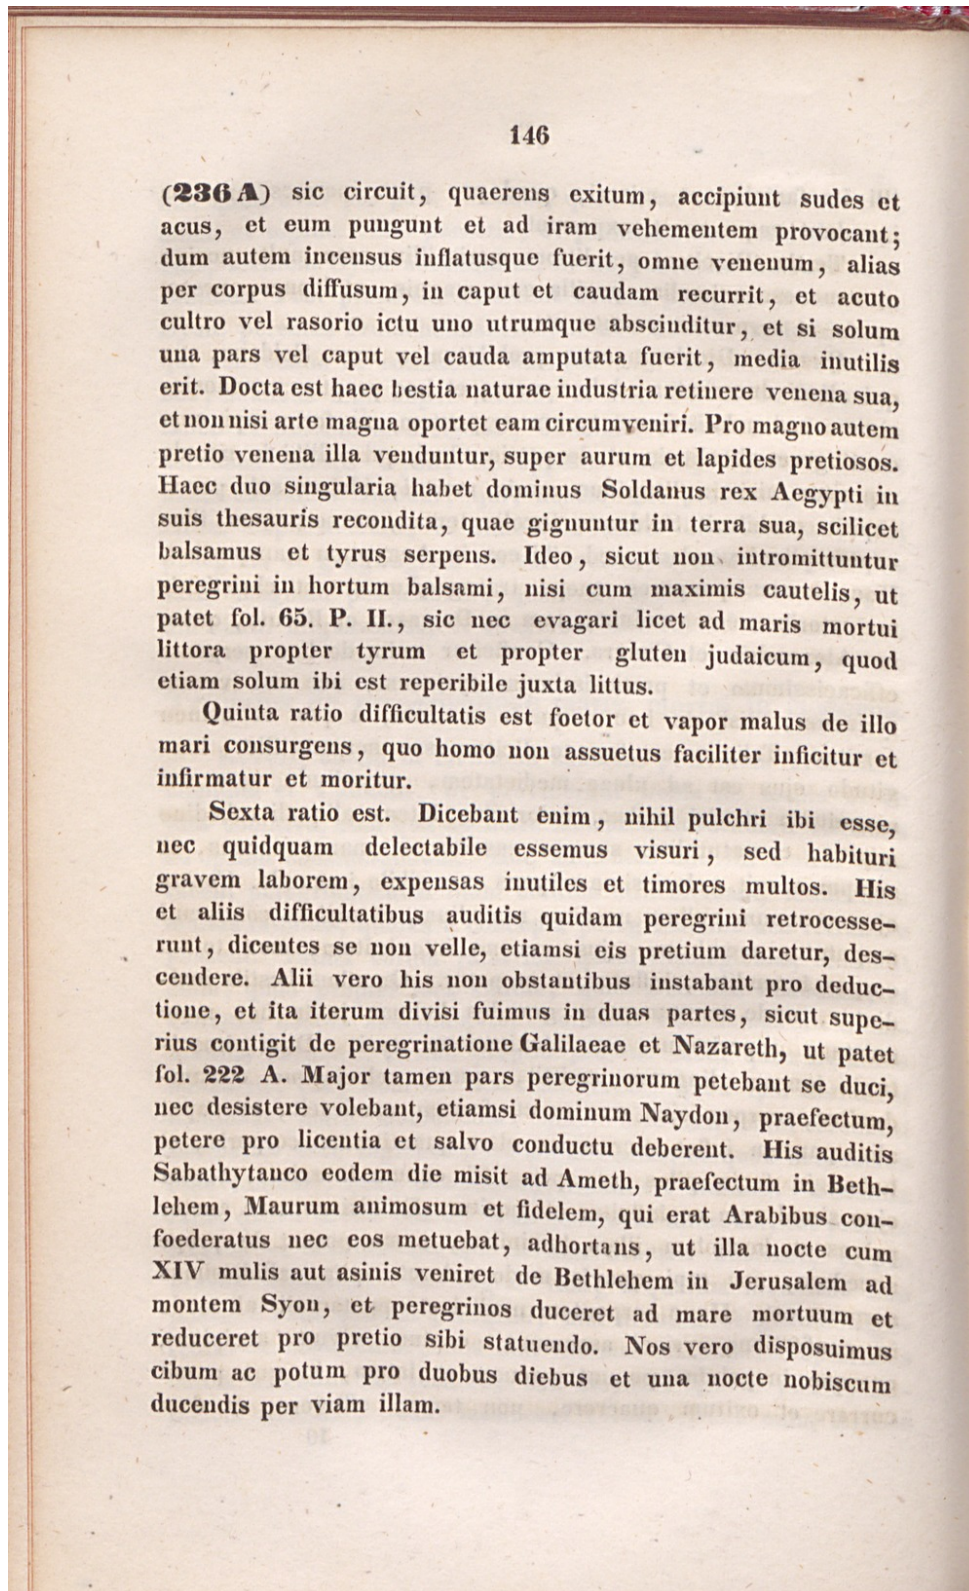 146
(236 A) sic circuit, quaerens exitum, accipiunt sudes et
acus, et eum pungunt et ad iram vehementem provocant;
dum autem incensus inflatusque fuerit, omne venenum, alias
per corpus diffusum, in caput et caudam recurrit, et acuto
cultro vel rasorio ictu uno utrumque abscinditur, et si solum
una pars vel caput vel cauda amputata fuerit, media inutilis
erit. Docta est haec bestia naturae industria retinere venena sua,
et non nisi arte magna oportet eam circumveniri. Pro magno autem
pretio venena illa venduntur, super aurum et lapides pretiosos.
Haec duo singularia habet dominus Soldanus rex Aegypti in
suis thesauris recondita, quae gignuntur in terra sua, scilicet
balsamus et tyrus serpens. Ideo, sicut non intromittuntur
peregrini in hortum balsami, nisi cum maximis cautelis, ut
patet fol. 65. P. II., sic nec evagari licet ad maris mortui
littora propter tyrum et propter gluten judaicum, quod
etiam solum ibi est reperibile juxta littus.
Quinta ratio difficultatis est foetor et vapor malus de illo
mari consurgens, quo homo non assuetus faciliter inficitur et
infirmatur et moritur.
Sexta ratio est. Dicebant enim, nihil pulchri ibi esse,
nec quidquam delectabile essemus visuri, sed habituri
gravem laborem, expensas inutiles et timores multos. His
et aliis difficultatibus auditis quidam peregrini retrocesse-
runt, dicentes se non velle, etiamsi eis pretium daretur, des-
cendere. Alii vero his non obstantibus instabant pro deduc-
tione, et ita iterum divisi fuimus in duas partes, sicut supe-
rius contigit de peregrinatione Galilaeae et Nazareth, ut patet
fol. 222 A. Major tamen pars peregrinorum petebant se duci,
nec desistere volebant, etiamsi dominum Naydon, praefectum,
petere pro licentia et salvo conductu deberent. His auditis
Sabathytanco eodem die misit ad Ameth, praefectum in Beth-
lehem, Maurum animosum et fidelem, qui erat Arabibus con-
foederatus nec eos metuebat, adhortans, ut illa nocte cum
XIV mulis aut asinis veniret de Bethlehem in Jerusalem ad
montem Syon, et peregrinos duceret ad mare mortuum et
reduceret pro pretio sibi statuendo. Nos vero disposuimus
cibum ac potum pro duobus diebus et una nocte nobiscum
ducendis per viam illam.